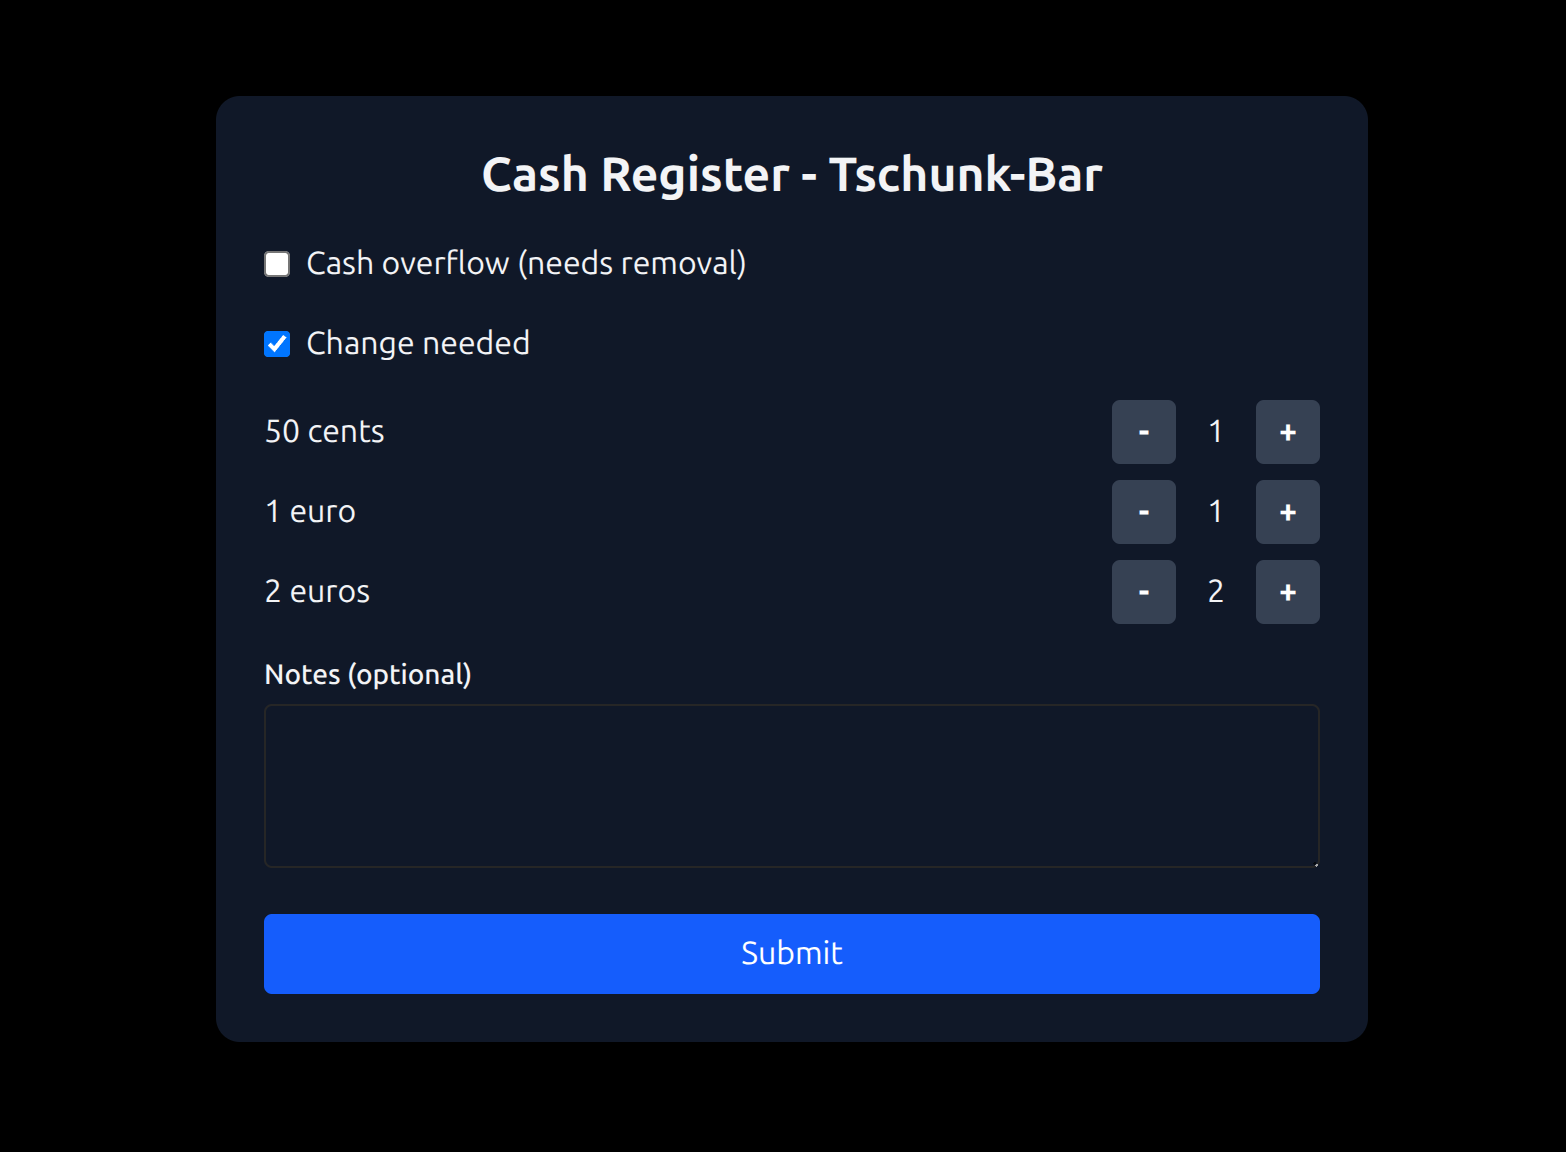 Cash Register - Tschunk-Bar
Cash overflow (needs removal)
Change needed
50 cents - 1 +
1 euro - 1 +
2 euros - 2 +
Notes (optional)
Submit